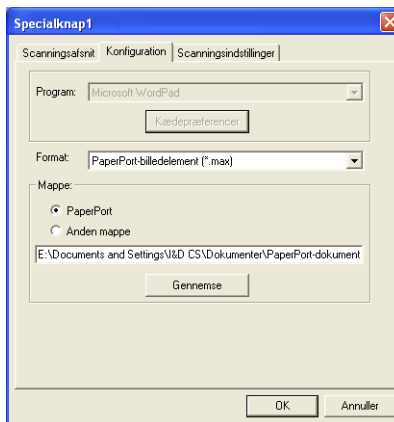 Specialknap1
Scanningsafsnit Konfiguration Scanningsindstillinger
Program: Microsoft WordPad
Kædepræferencer
Format: PaperPort-billedelement (*.max)
Mappe:
PaperPort
Anden mappe
E:\Documents and Settings\I&D CS\Dokumenter\PaperPort-dokument
Gennemse
OK Annuller